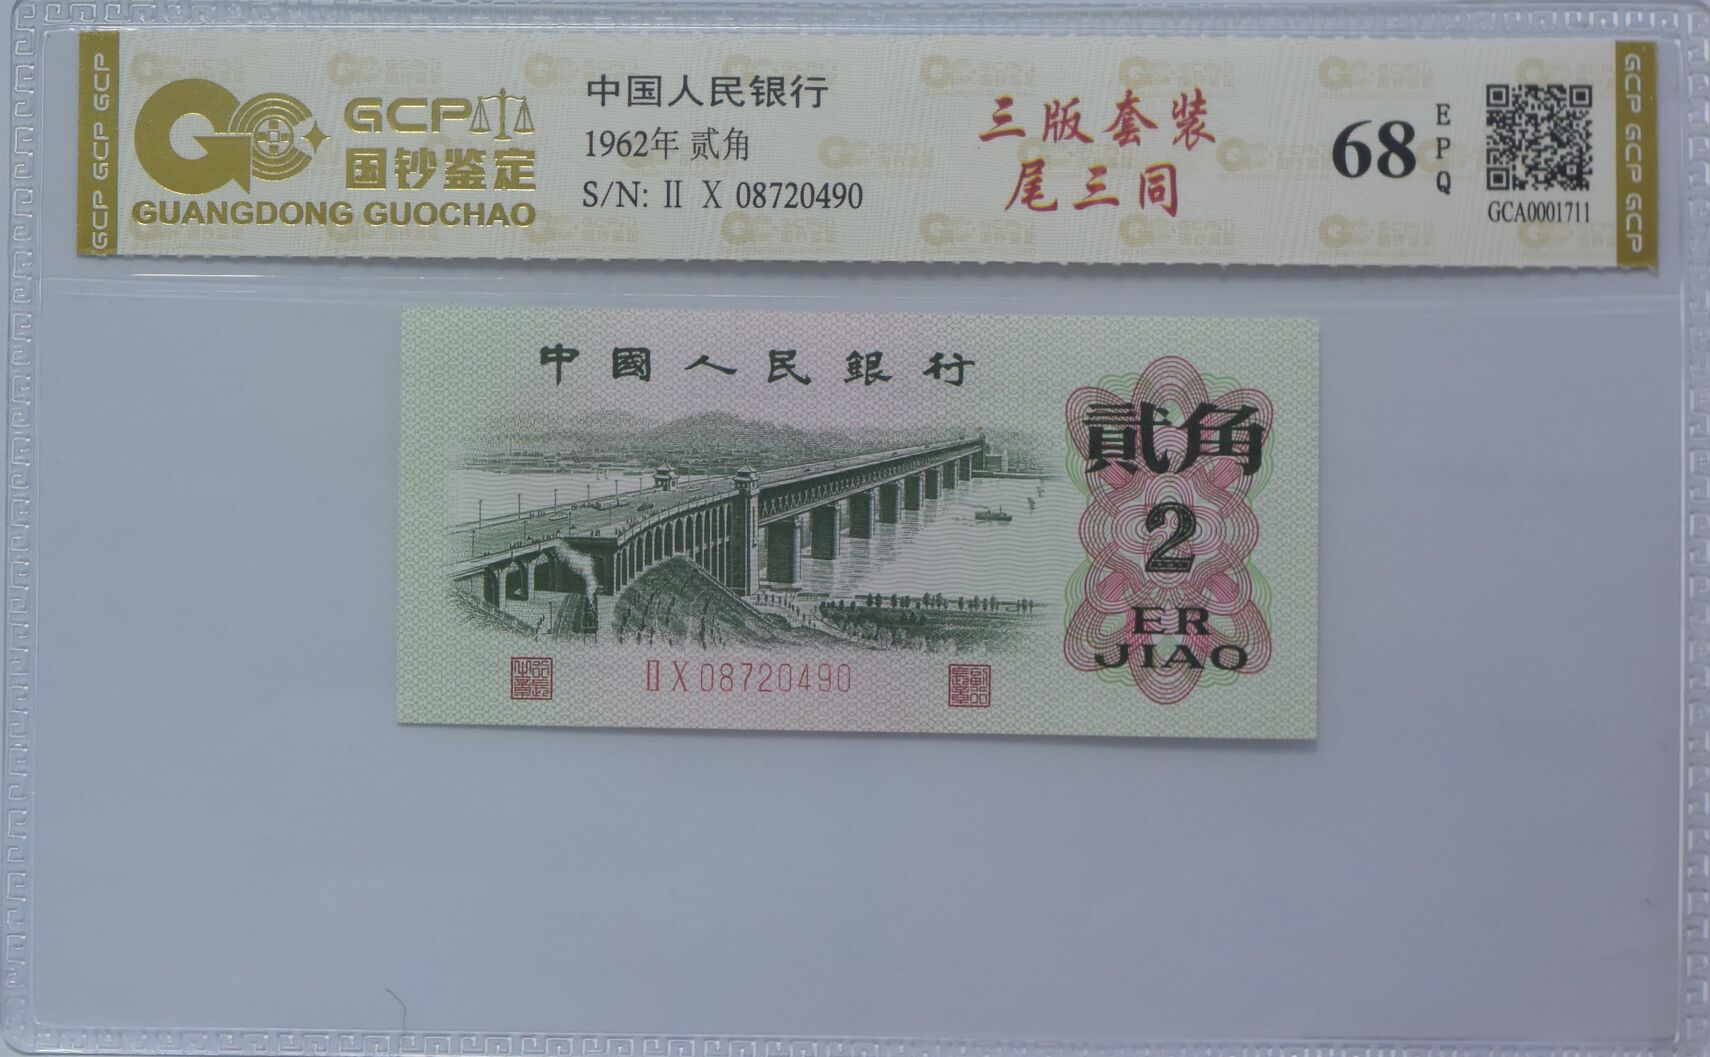 GCP GCP GCP
GCP
国钞鉴定
GUANGDONG GUOCHAO
中国人民银行
1962年 贰角
S/N: II X 08720490
三版套装
尾三同
68
EPQ
GCA0001711
GCP GCP GCP
中國人民銀行
貳角
2
ER
JIAO
II X 08720490